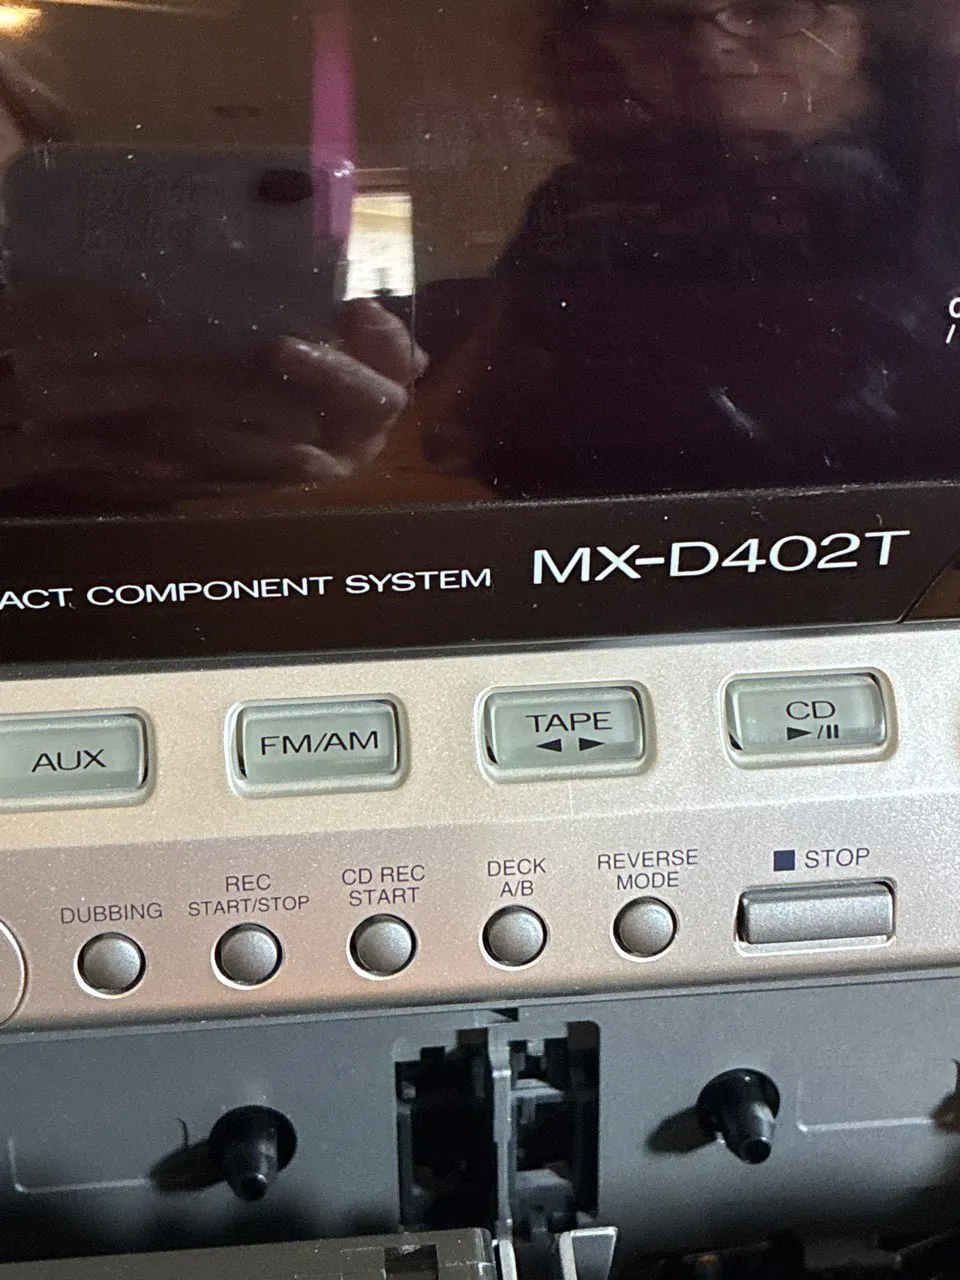 ACT COMPONENT SYSTEM MX-D402T
AUX
FM/AM
TAPE
◀ ▶
CD
▶/II
DUBBING
REC
START/STOP
CD REC
START
DECK
A/B
REVERSE
MODE
■ STOP